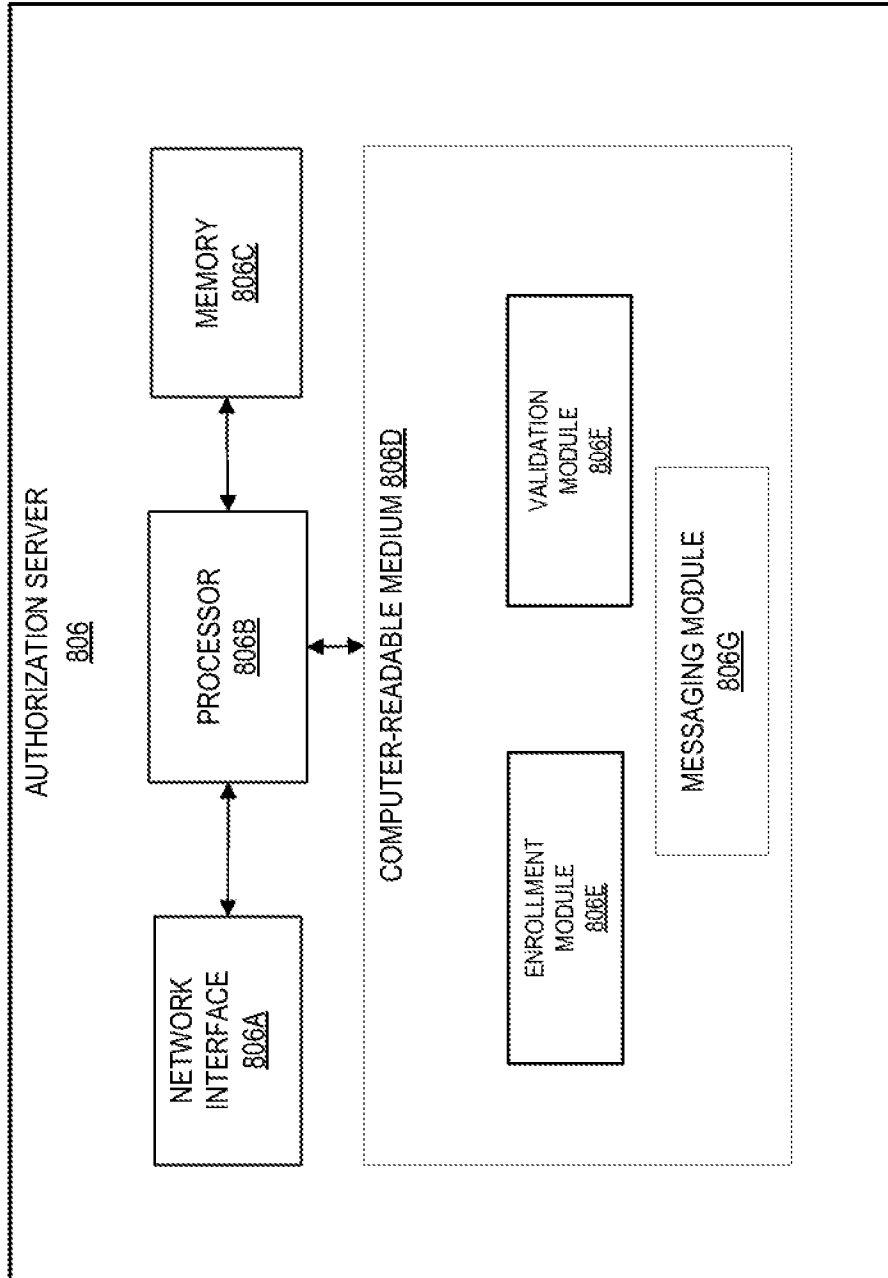 AUTHORIZATION SERVER
806
NETWORK
INTERFACE
806A
PROCESSOR
806B
MEMORY
806C
COMPUTER-READABLE MEDIUM 806D
ENROLLMENT
MODULE
806E
VALIDATION
MODULE
806F
MESSAGING MODULE
806G